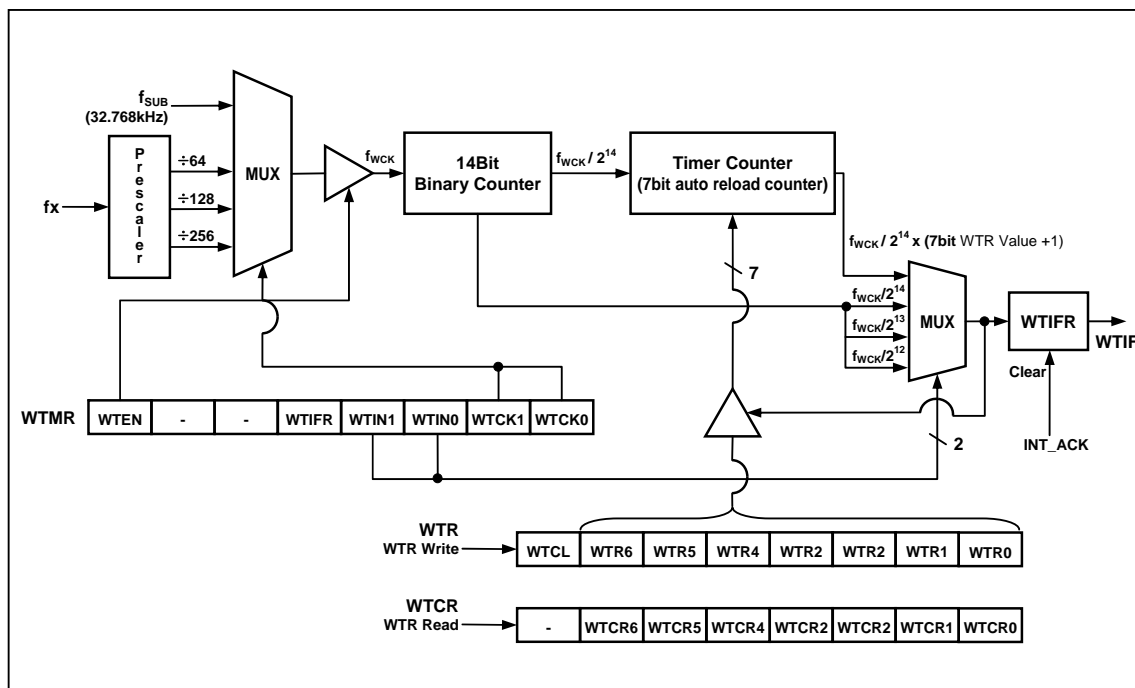 fSUB
(32.768kHz)
Prescaler
fx
÷64
÷128
÷256
MUX
fWCK
14Bit
Binary Counter
fWCK/ 2^14
Timer Counter
(7bit auto reload counter)
7
fWCK/ 2^14 x (7bit WTR Value +1)
fWCK/2^14
fWCK/2^13
fWCK/2^12
MUX
WTIFR
WTIF
Clear
INT_ACK
2
WTMR
WTEN - - WTIFR WTIN1 WTIN0 WTCK1 WTCK0
WTR
WTR Write
WTCL WTR6 WTR5 WTR4 WTR2 WTR2 WTR1 WTR0
WTCR
WTR Read
- WTCR6 WTCR5 WTCR4 WTCR2 WTCR2 WTCR1 WTCR0